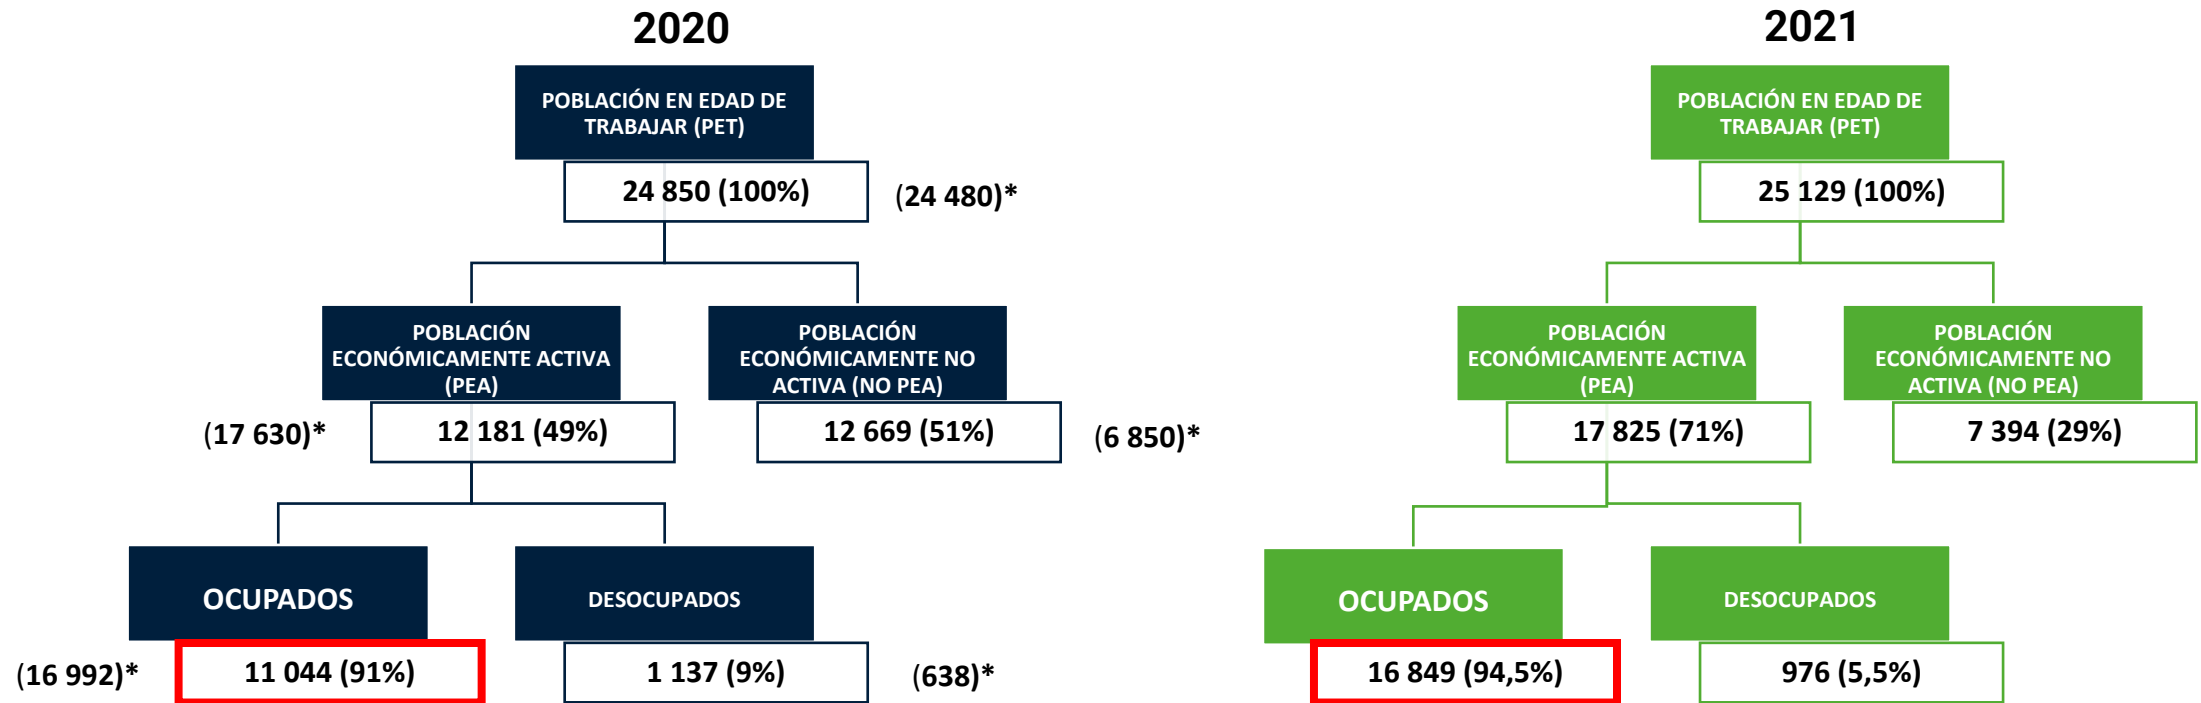 2020
POBLACIÓN EN EDAD DE
TRABAJAR (PET)
24 850 (100%)
(24 480)*
POBLACIÓN
ECONÓMICAMENTE ACTIVA
(PEA)
(17 630)*
12 181 (49%)
POBLACIÓN
ECONÓMICAMENTE NO
ACTIVA (NO PEA)
12 669 (51%)
(6 850)*
OCUPADOS
(16 992)*
11 044 (91%)
DESOCUPADOS
1 137 (9%)
(638)*
2021
POBLACIÓN EN EDAD DE
TRABAJAR (PET)
25 129 (100%)
POBLACIÓN
ECONÓMICAMENTE ACTIVA
(PEA)
17 825 (71%)
POBLACIÓN
ECONÓMICAMENTE NO
ACTIVA (NO PEA)
7 394 (29%)
OCUPADOS
16 849 (94,5%)
DESOCUPADOS
976 (5,5%)